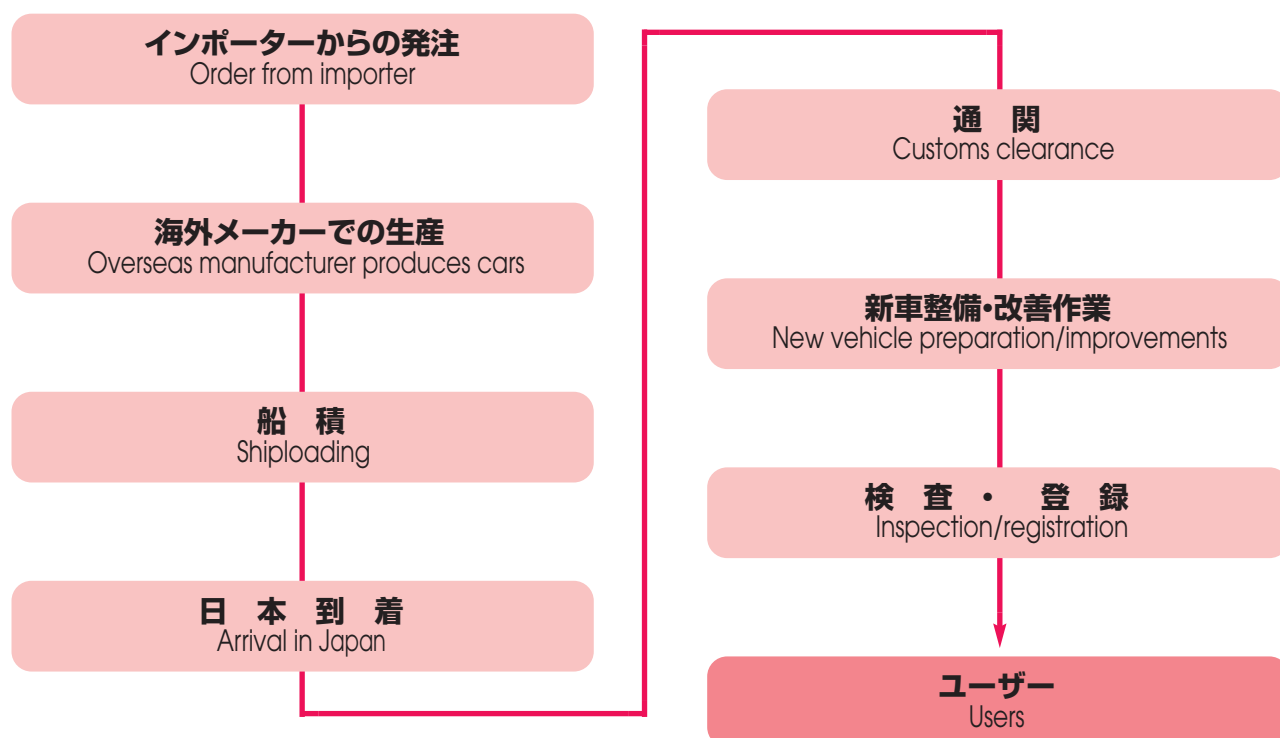 インポーターからの発注
Order from importer
海外メーカーでの生産
Overseas manufacturer produces cars
船 積
Shiploading
日 本 到 着
Arrival in Japan
通 関
Customs clearance
新車整備・改善作業
New vehicle preparation/improvements
検 査 ・ 登 録
Inspection/registration
ユーザー
Users